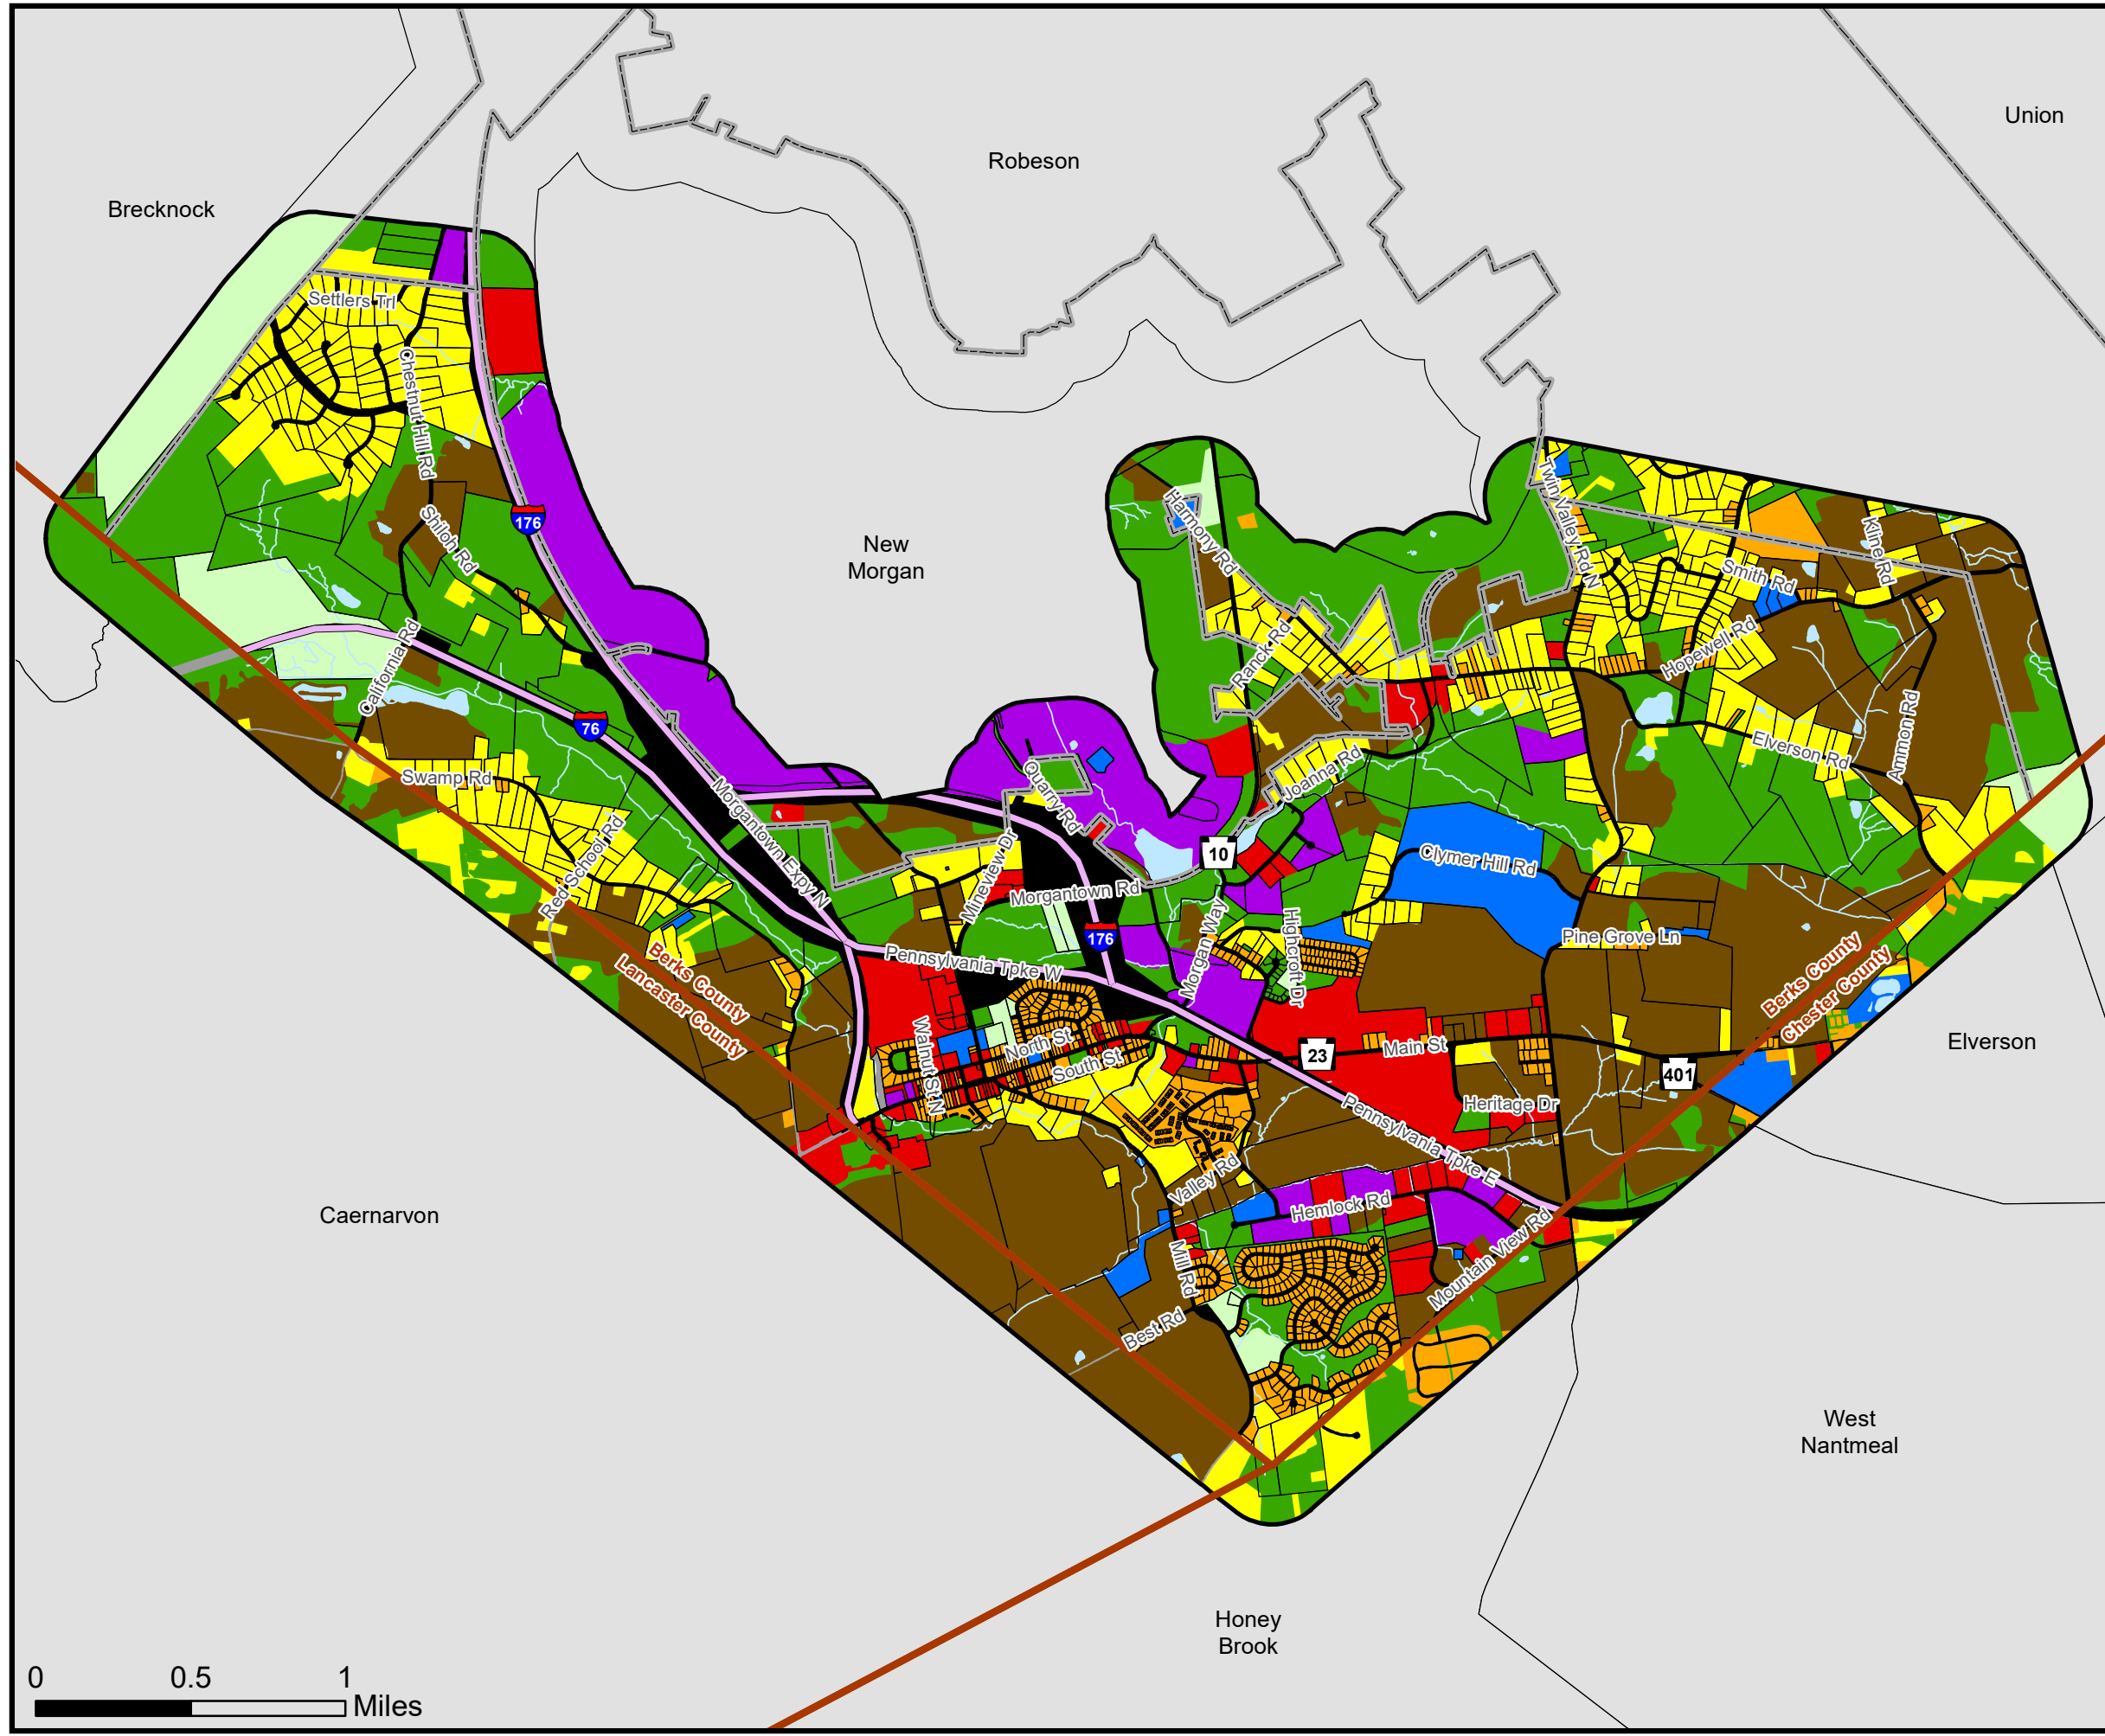 Union
Robeson
Brecknock
Settlers Trl
Chestnut Hill Rd
176
Shiloh Rd
New
Morgan
Harmony Rd
Twin Valley Rd N
Kline Rd
Smith Rd
Hopewell Rd
Ranck Rd
California Rd
76
Swamp Rd
Elverson Rd
Ammon Rd
Joanna Rd
Quarry Rd
Morgantown Expy N
Mineview Dr
10
Clymer Hill Rd
Red School Rd
Morgantown Rd
176
Morgan Way
Highcroft Dr
Pine Grove Ln
Pennsylvania Tpke W
Berks County
Lancaster County
Berks County
Chester County
Walnut St N
North St
South St
23
Main St
401
Elverson
Heritage Dr
Pennsylvania Tpke E
Valley Rd
Hemlock Rd
Mountain View Rd
Mill Rd
Best Rd
Caernarvon
West
Nantmeal
Honey
Brook
0 0.5 1
Miles